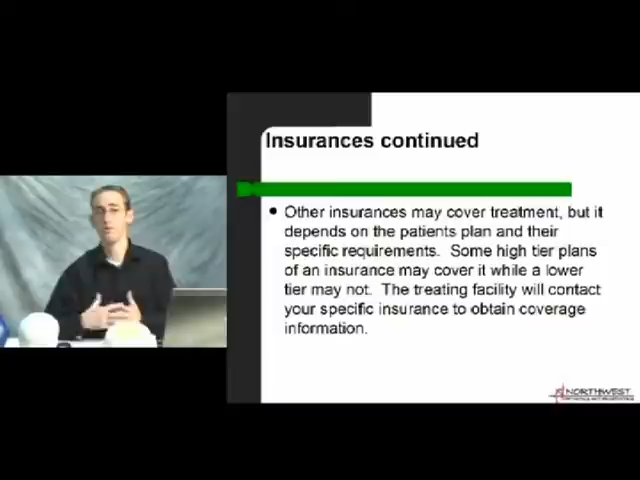 Insurances continued
• Other insurances may cover treatment, but it
depends on the patients plan and their
specific requirements.  Some high tier plans
of an insurance may cover it while a lower
tier may not.  The treating facility will contact
your specific insurance to obtain coverage
information.
NORTHWEST